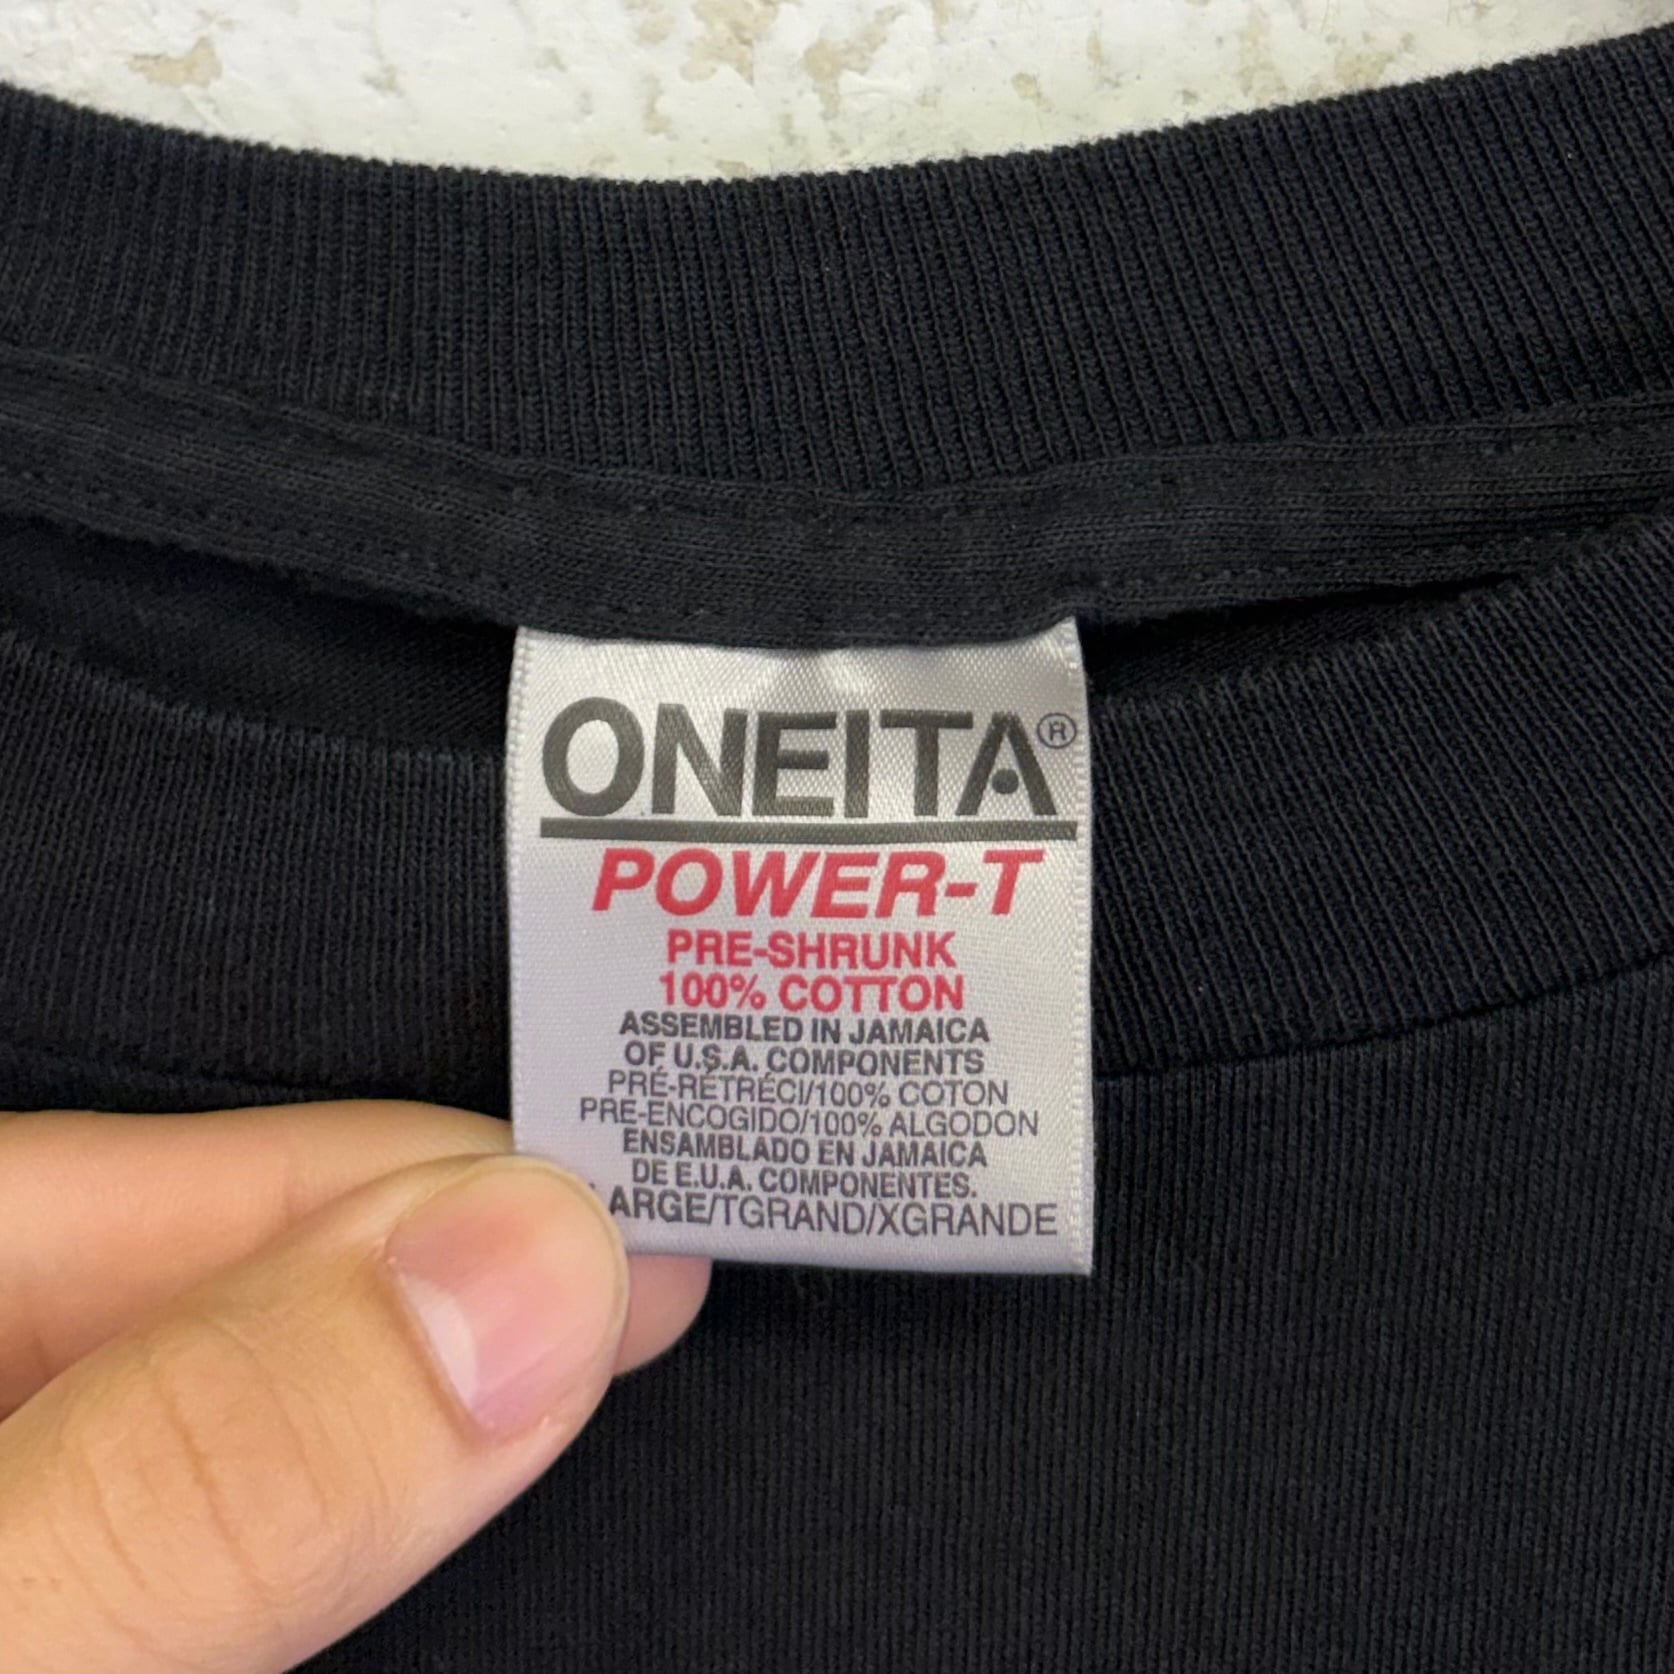 ONEITA®
POWER-T
PRE-SHRUNK
100% COTTON
ASSEMBLED IN JAMAICA
OF U.S.A. COMPONENTS
PRÉ-RÉTRÉCI/100% COTON
PRE-ENCOGIDO/100% ALGODON
ENSAMBLADO EN JAMAICA
DE E.U.A. COMPONENTES.
ARGE/TGRAND/XGRANDE